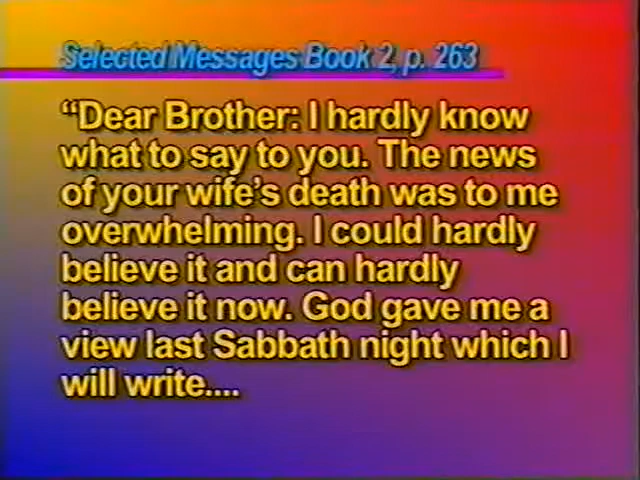 Selected Messages Book 2, p. 263
“Dear Brother: I hardly know
what to say to you. The news
of your wife’s death was to me
overwhelming. I could hardly
believe it and can hardly
believe it now. God gave me a
view last Sabbath night which I
will write....